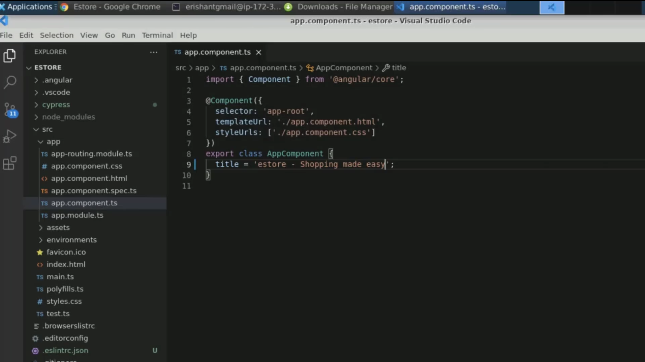 Applications
Estore - Google Chrome
erishantgmail@ip-172-3...
Downloads - File Manager
app.component.ts - esto...
app.component.ts - estore - Visual Studio Code
File Edit Selection View Go Run Terminal Help
EXPLORER
ESTORE
.angular
.vscode
cypress
node_modules
src
app
TS app-routing.module.ts
# app.component.css
<> app.component.html
TS app.component.spec.ts
TS app.component.ts
TS app.module.ts
assets
environments
favicon.ico
<> index.html
TS main.ts
TS polyfills.ts
# styles.css
TS test.ts
.browserslistrc
.editorconfig
.eslintrc.json U
11
TS app.component.ts
src > app > TS app.component.ts > AppComponent > title
1 import { Component } from '@angular/core';
2
3 @Component({
4 selector: 'app-root',
5 templateUrl: './app.component.html',
6 styleUrls: ['./app.component.css']
7 })
8 export class AppComponent {
9 title = 'estore - Shopping made easy';
10 }
11